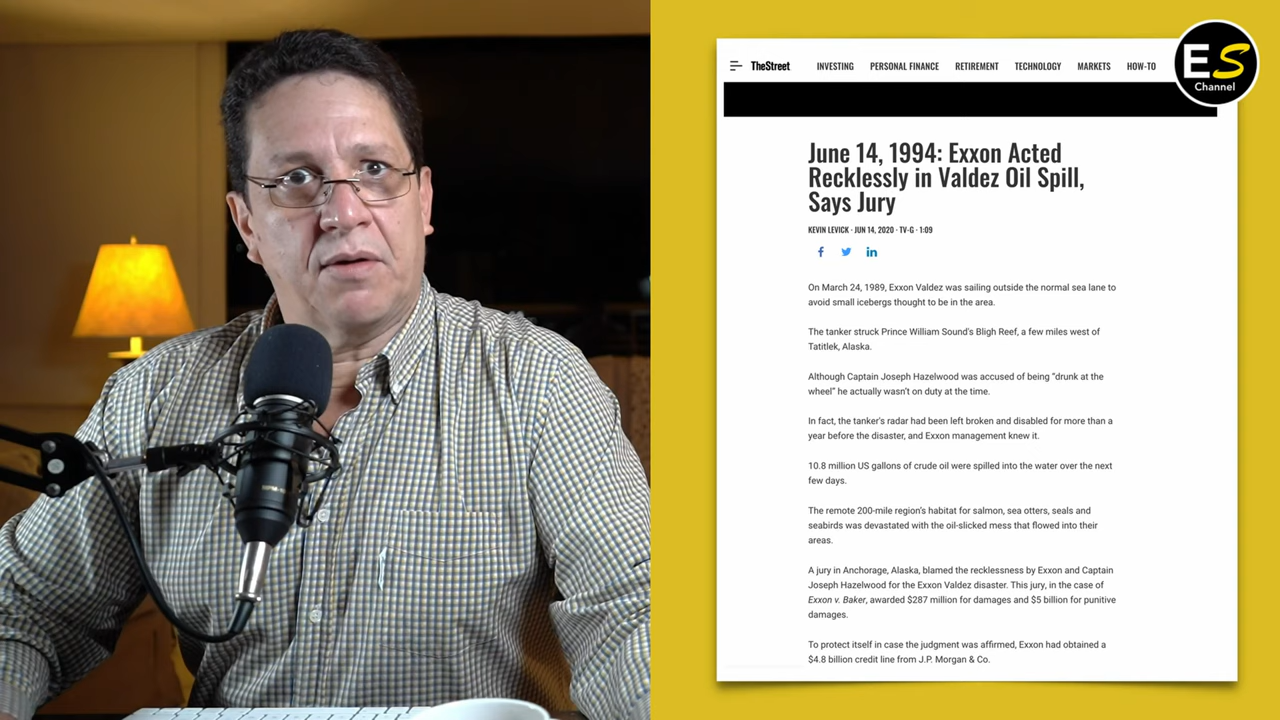 TheStreet INVESTING PERSONAL FINANCE RETIREMENT TECHNOLOGY MARKETS HOW-TO
ES
Channel
June 14, 1994: Exxon Acted
Recklessly in Valdez Oil Spill,
Says Jury
KEVIN LEVICK · JUN 14, 2020 · TV-G · 1:09
On March 24, 1989, Exxon Valdez was sailing outside the normal sea lane to
avoid small icebergs thought to be in the area.
The tanker struck Prince William Sound's Bligh Reef, a few miles west of
Tatitlek, Alaska.
Although Captain Joseph Hazelwood was accused of being “drunk at the
wheel” he actually wasn’t on duty at the time.
In fact, the tanker's radar had been left broken and disabled for more than a
year before the disaster, and Exxon management knew it.
10.8 million US gallons of crude oil were spilled into the water over the next
few days.
The remote 200-mile region’s habitat for salmon, sea otters, seals and
seabirds was devastated with the oil-slicked mess that flowed into their
areas.
A jury in Anchorage, Alaska, blamed the recklessness by Exxon and Captain
Joseph Hazelwood for the Exxon Valdez disaster. This jury, in the case of
Exxon v. Baker, awarded $287 million for damages and $5 billion for punitive
damages.
To protect itself in case the judgment was affirmed, Exxon had obtained a
$4.8 billion credit line from J.P. Morgan & Co.